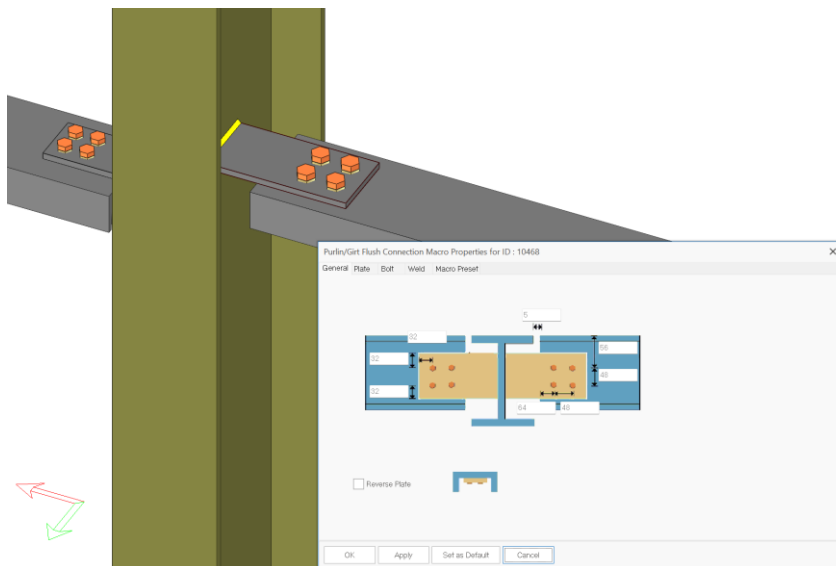 Purlin/Girt Flush Connection Macro Properties for ID : 10468
General Plate Bolt Weld Macro Preset
5
32
56
32
48
32
64 48
Reverse Plate
OK Apply Set as Default Cancel